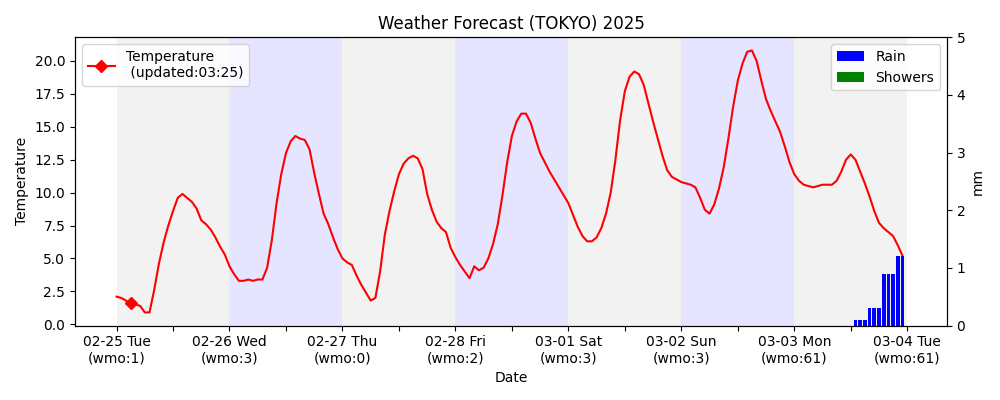 Weather Forecast (TOKYO) 2025
Temperature
(updated:03:25)
Rain
Showers
20.0
17.5
15.0
12.5
10.0
7.5
5.0
2.5
0.0
Temperature
5
4
3
2
1
0
mm
02-25 Tue 02-26 Wed 02-27 Thu 02-28 Fri 03-01 Sat 03-02 Sun 03-03 Mon 03-04 Tue
(wmo:1) (wmo:3) (wmo:0) (wmo:2) (wmo:3) (wmo:3) (wmo:61) (wmo:61)
Date